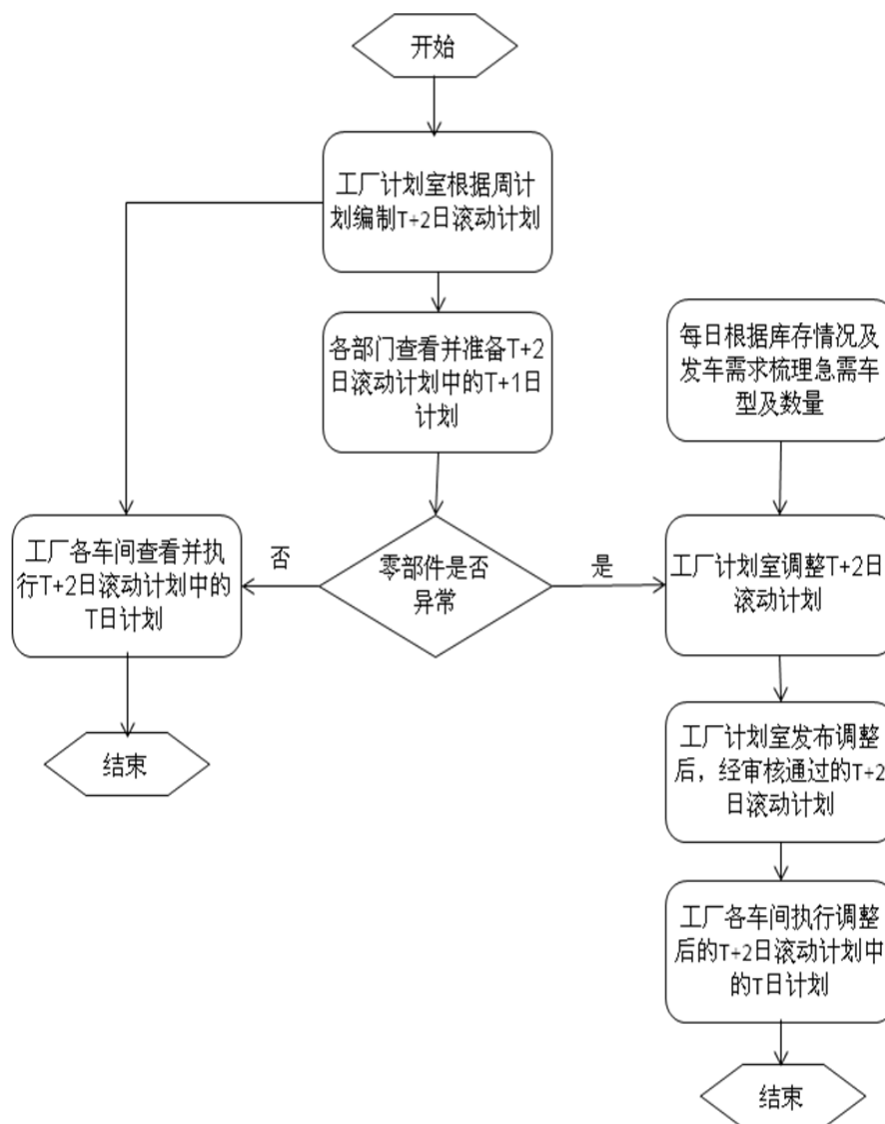 开始
工厂计划室根据周计
划编制T+2日滚动计划
各部门查看并准备T+2
日滚动计划中的T+1日
计划
每日根据库存情况及
发车需求梳理急需车
型及数量
工厂各车间查看并执
行T+2日滚动计划中的
T日计划
否
零部件是否
异常
是
工厂计划室调整T+2日
滚动计划
结束
工厂计划室发布调整
后，经审核通过的T+2
日滚动计划
工厂各车间执行调整
后的T+2日滚动计划中
的T日计划
结束